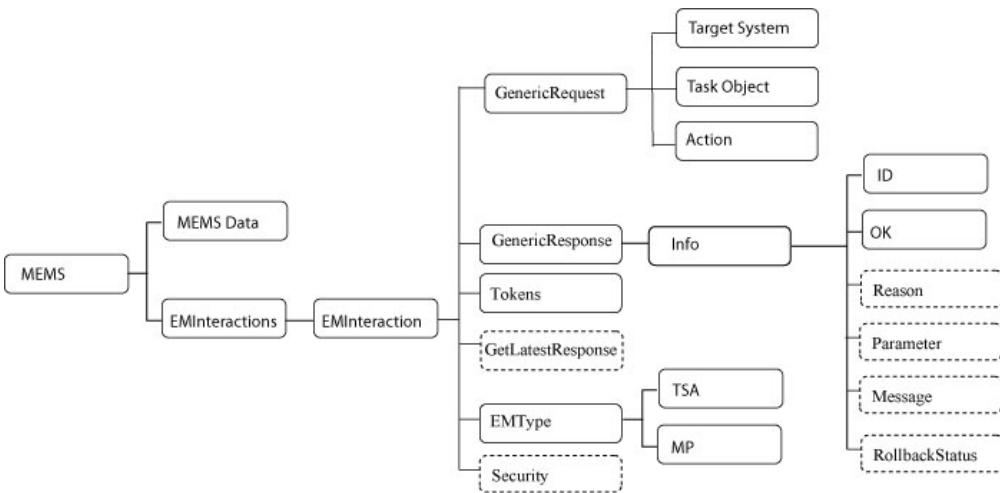 MEMS
MEMS Data
EMInteractions
EMInteraction
GenericRequest
Target System
Task Object
Action
GenericResponse
Info
ID
OK
Reason
Parameter
Message
RollbackStatus
Tokens
GetLatestResponse
EMType
TSA
MP
Security